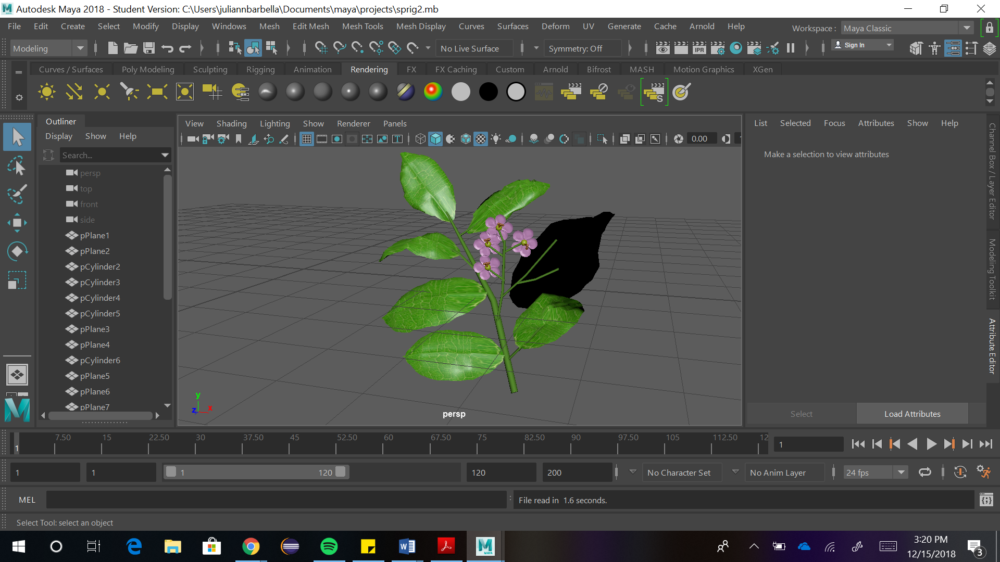 Autodesk Maya 2018 - Student Version: C:\Users\juliannbarbella\Documents\maya\projects\sprig2.mb
File Edit Create Select Modify Display Windows Mesh Edit Mesh Mesh Tools Mesh Display Curves Surfaces Deform UV Generate Cache Arnold Help Workspace : Maya Classic
Modeling No Live Surface Symmetry: Off IPR Sign In
Curves / Surfaces Poly Modeling Sculpting Rigging Animation Rendering FX FX Caching Custom Arnold Bifrost MASH Motion Graphics XGen
Outliner
Display Show Help
Search...
persp
top
front
side
pPlane1
pPlane2
pCylinder2
pCylinder3
pCylinder4
pCylinder5
pPlane3
pPlane4
pCylinder6
pPlane5
pPlane6
pPlane7
View Shading Lighting Show Renderer Panels
0.00
y
z x
persp
List Selected Focus Attributes Show Help
Make a selection to view attributes
Select Load Attributes
Channel Box / Layer Editor
Modeling Toolkit
Attribute Editor
1 7.50 15 22.50 30 37.50 45 52.50 60 67.50 75 82.50 90 97.50 105 112.50 12 1
1 1 1 120 120 200 No Character Set No Anim Layer 24 fps
MEL File read in 1.6 seconds.
Select Tool: select an object
3:20 PM
12/15/2018
3